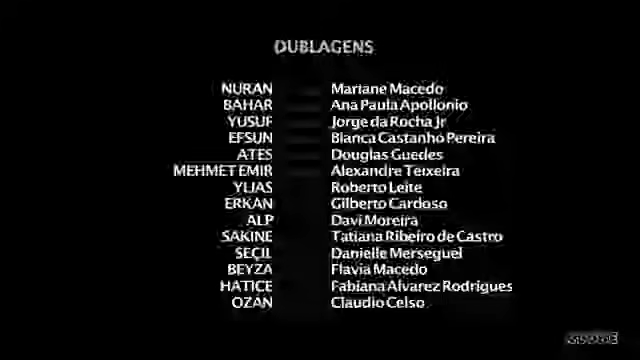 DUBLAGENS
NURAN Mariane Macedo
BAHAR Ana Paula Apollonio
YUSUF Jorge da Rocha Jr
EFSUN Bianca Castanho Pereira
ATES Douglas Guedes
MEHMET EMIR Alexandre Teixeira
YLIAS Roberto Leite
ERKAN Gilberto Cardoso
ALP Davi Moreira
SAKINE Tatiana Ribeiro de Castro
SEÇIL Danielle Merseguel
BEYZA Flavia Macedo
HATICE Fabiana Alvarez Rodrigues
OZAN Claudio Celso